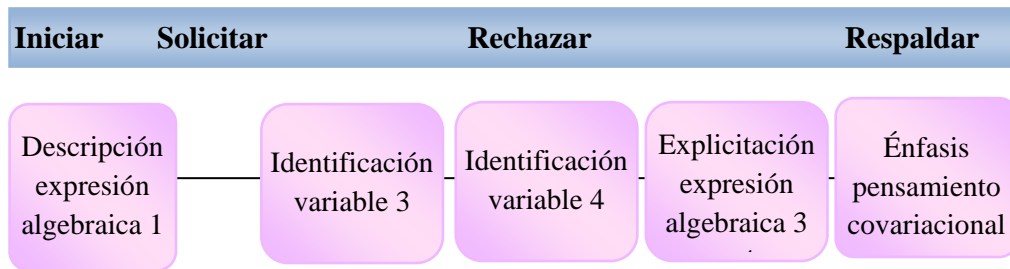 Iniciar Solicitar Rechazar Respaldar
Descripción
expresión
algebraica 1
Identificación
variable 3
Identificación
variable 4
Explicitación
expresión
algebraica 3
Énfasis
pensamiento
covariacional